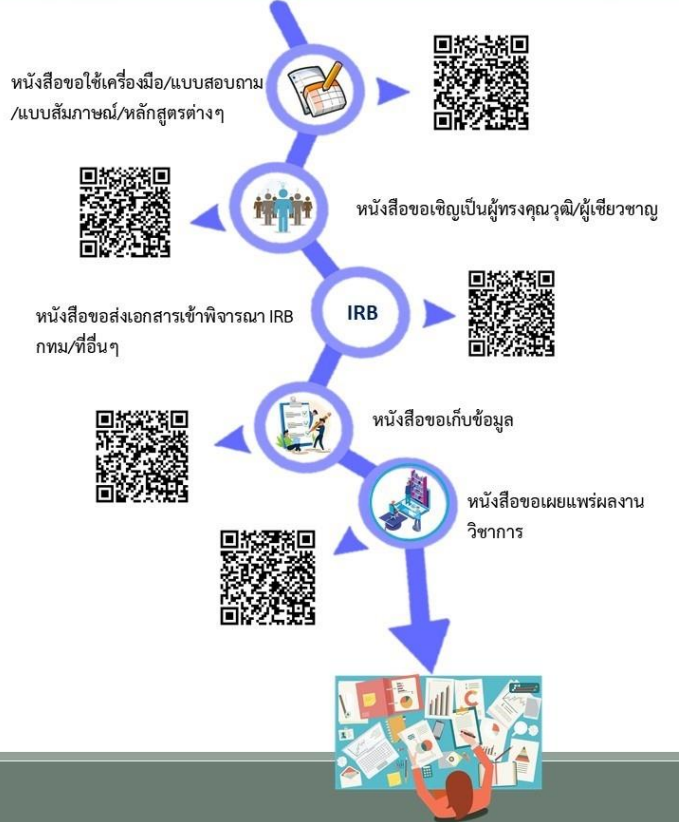 หนังสือขอใช้เครื่องมือ/แบบสอบถาม
/แบบสัมภาษณ์/หลักสูตรต่างๆ
หนังสือขอเชิญเป็นผู้ทรงคุณวุฒิ/ผู้เชียวชาญ
หนังสือขอส่งเอกสารเข้าพิจารณา IRB
กทม/ที่อื่นๆ
IRB
หนังสือขอเก็บข้อมูล
หนังสือขอเผยแพร่ผลงาน
วิชาการ